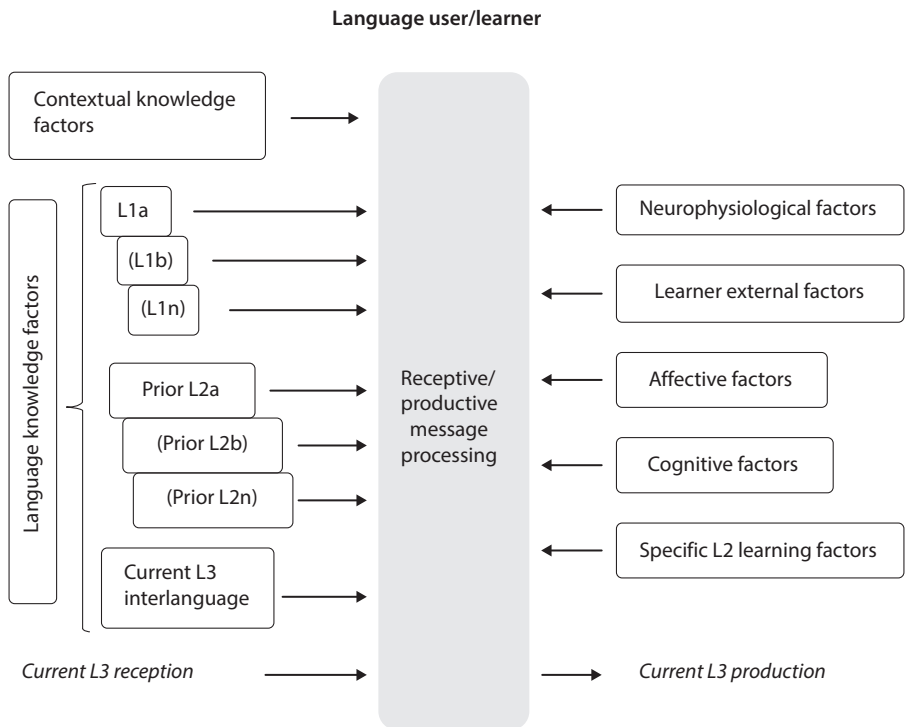 Language user/learner
Contextual knowledge
factors
Language knowledge factors
L1a
(L1b)
(L1n)
Prior L2a
(Prior L2b)
(Prior L2n)
Current L3
interlanguage
Current L3 reception
Receptive/
productive
message
processing
Neurophysiological factors
Learner external factors
Affective factors
Cognitive factors
Specific L2 learning factors
Current L3 production